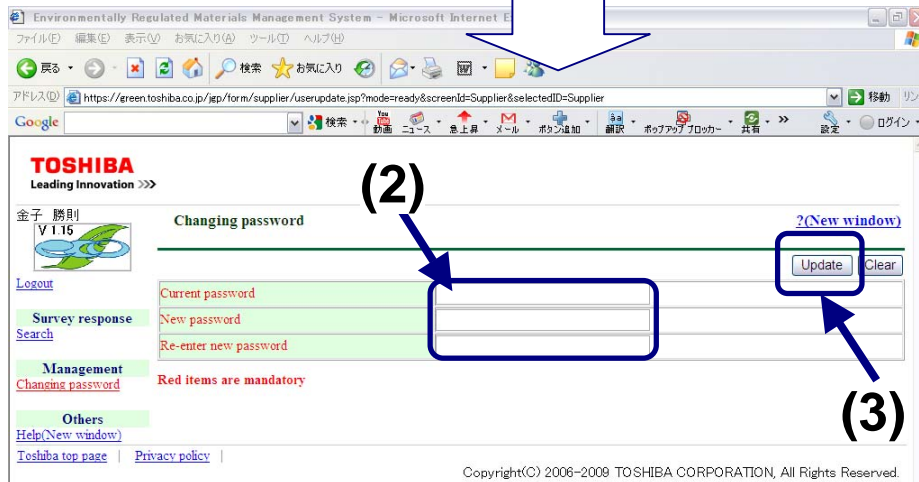 Environmentally Regulated Materials Management System - Microsoft Internet E
ファイル(F) 編集(E) 表示(V) お気に入り(A) ツール(T) ヘルプ(H)
戻る 検索 お気に入り
アドレス(D) https://green.toshiba.co.jp/jgp/form/supplier/userupdate.jsp?mode=ready&screenId=Supplier&selectedID=Supplier 移動 リン
Google 検索 動画 ニュース 急上昇 メール ボタン追加 翻訳 ポップアップ ブロッカー 共有 » 設定 ログイン
TOSHIBA
Leading Innovation >>>
(2)
金子 勝則
V 1.15
Changing password
?(New window)
Update Clear
Logout
Current password
Survey response
New password
Search
Re-enter new password
Management
Changing password
Red items are mandatory
(3)
Others
Help(New window)
Toshiba top page | Privacy policy |
Copyright(C) 2006-2009 TOSHIBA CORPORATION, All Rights Reserved.